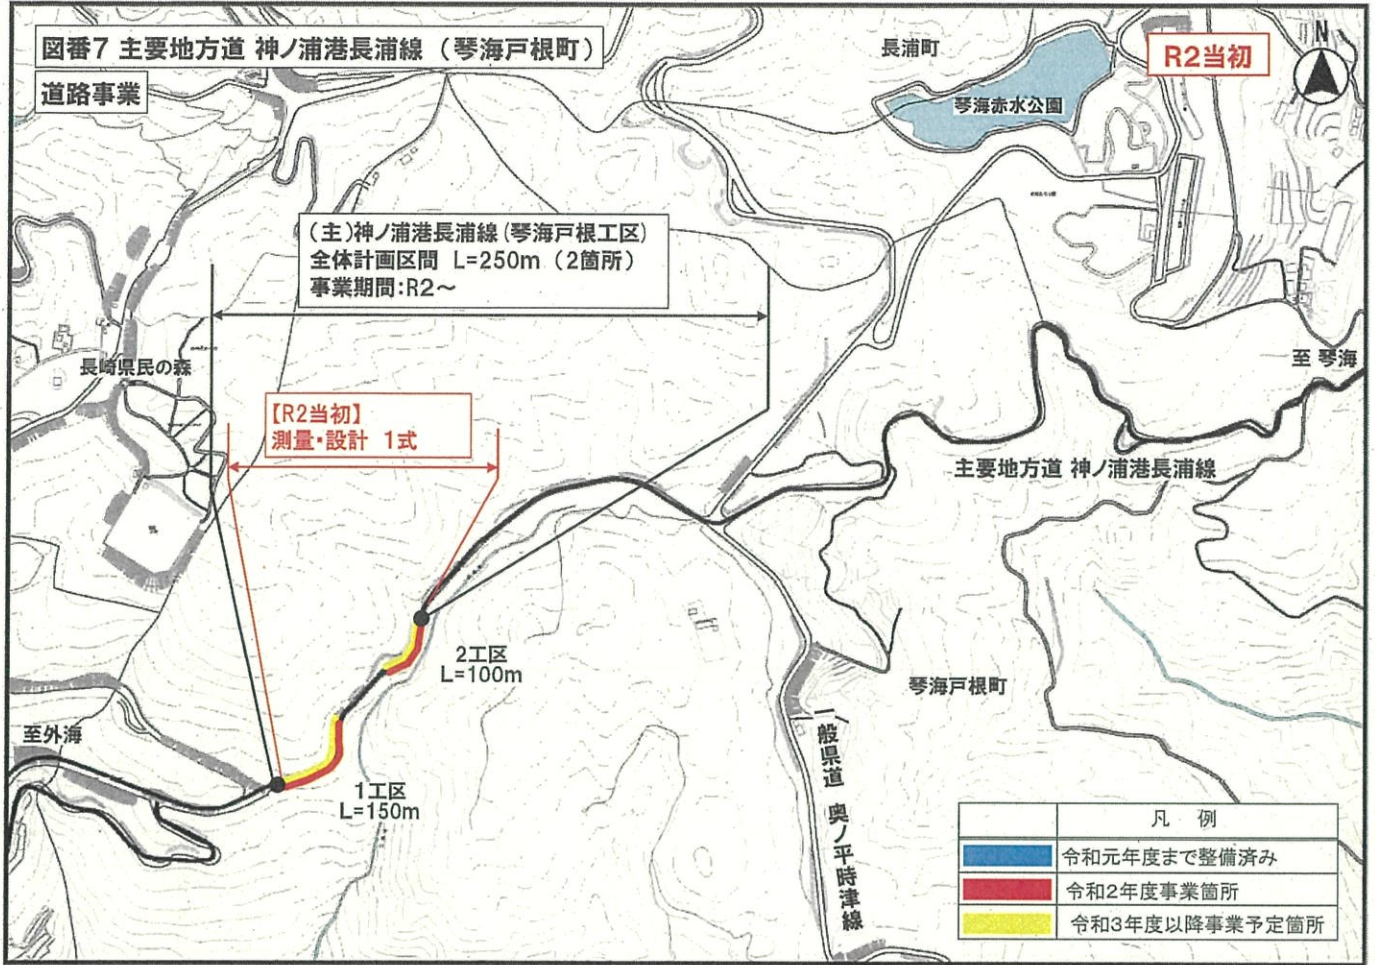 図番7 主要地方道 神ノ浦港長浦線 (琴海戸根町)
道路事業
長浦町
R2当初
N
琴海赤水公園
(主)神ノ浦港長浦線(琴海戸根工区)
全体計画区間 L=250m (2箇所)
事業期間:R2～
至 琴海
長崎県民の森
【R2当初】
測量・設計 1式
主要地方道 神ノ浦港長浦線
2工区
L=100m
琴海戸根町
至外海
1工区
L=150m
一般県道 奥ノ平時津線
凡 例
令和元年度まで整備済み
令和2年度事業箇所
令和3年度以降事業予定箇所